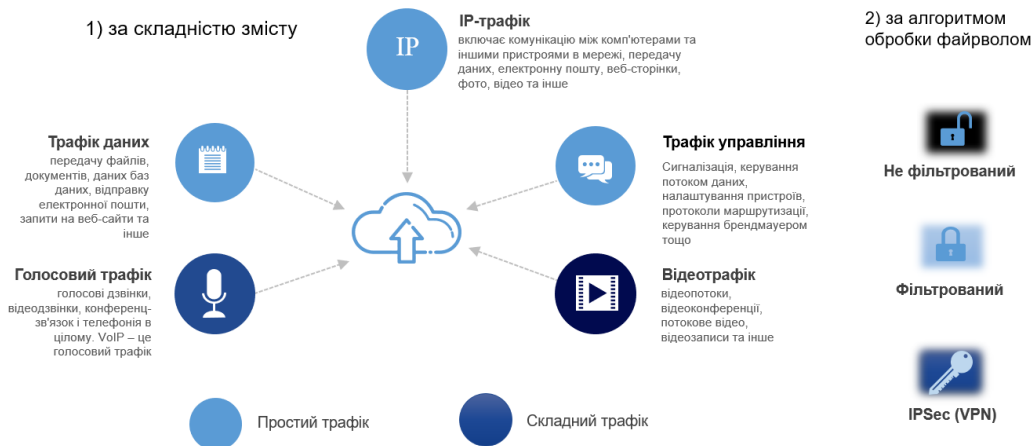 1) за складністю змісту
IP
IP-трафік
включає комунікацію між комп'ютерами та
іншими пристроями в мережі, передачу
даних, електронну пошту, веб-сторінки,
фото, відео та інше
2) за алгоритмом
обробки файрволом
Трафік даних
передачу файлів,
документів, даних баз
даних, відправку
електронної пошти,
запити на веб-сайти та
інше
Трафік управління
Сигналізація, керування
потоком даних,
налаштування пристроїв,
протоколи маршрутизації,
керування брендмауером
тощо
Не фільтрований
Голосовий трафік
голосові дзвінки,
відеодзвінки, конференц-
зв'язок і телефонія в
цілому. VoIP – це
голосовий трафік
Відеотрафік
відеопотоки,
відеоконференції,
потокове відео,
відеозаписи та інше
Фільтрований
IPSec (VPN)
Простий трафік
Складний трафік